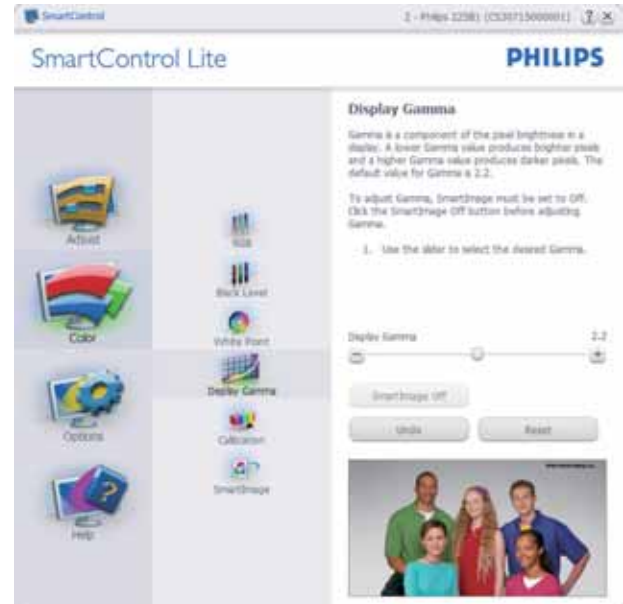 SmartControl
2 - Philips 225B1 (CS30715000001)
? ×
SmartControl Lite
PHILIPS
Adjust
Color
Options
Help
RGB
Black Level
White Point
Display Gamma
Calibration
SmartImage
Display Gamma
Gamma is a component of the pixel brightness in a
display. A lower Gamma value produces brighter pixels
and a higher Gamma value produces darker pixels. The
default value for Gamma is 2.2.
To adjust Gamma, SmartImage must be set to Off.
Click the SmartImage Off button before adjusting
Gamma.
1. Use the slider to select the desired Gamma.
Display Gamma 2.2
SmartImage Off
Undo Reset